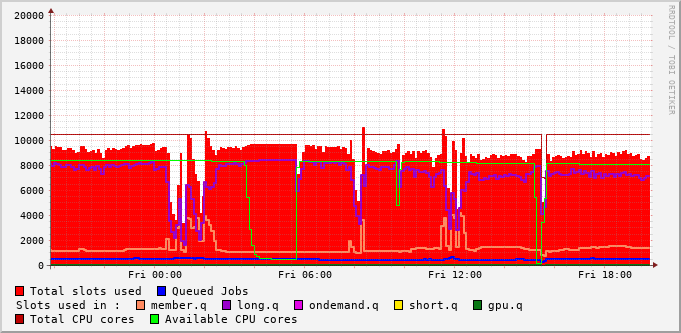 20000
18000
16000
14000
12000
10000
8000
6000
4000
2000
0
Fri 00:00 Fri 06:00 Fri 12:00 Fri 18:00
RRDTOOL / TOBI OETIKER
Total slots used Queued Jobs
Slots used in : member.q long.q ondemand.q short.q gpu.q
Total CPU cores Available CPU cores